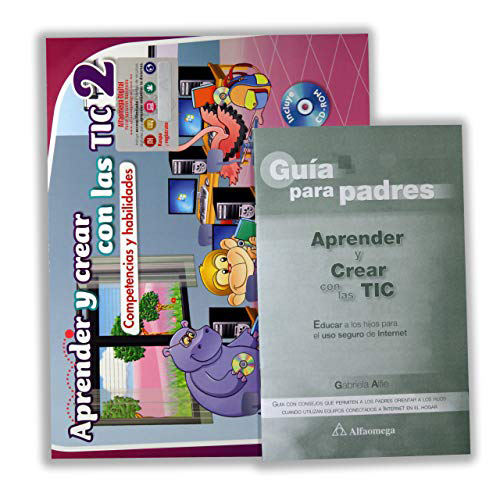 Aprender y crear
con las TIC 2
Competencias y habilidades
Alfaomega Digital
Incluye
CD-ROM
Guía
para padres
Aprender
y
Crear
con las TIC
Educar a los hijos para
el uso seguro de Internet
Gabriela Alfie
GUÍA CON CONSEJOS QUE PERMITEN A LOS PADRES ORIENTAR A LOS HIJOS
CUANDO UTILIZAN EQUIPOS CONECTADOS A INTERNET EN EL HOGAR
Alfaomega